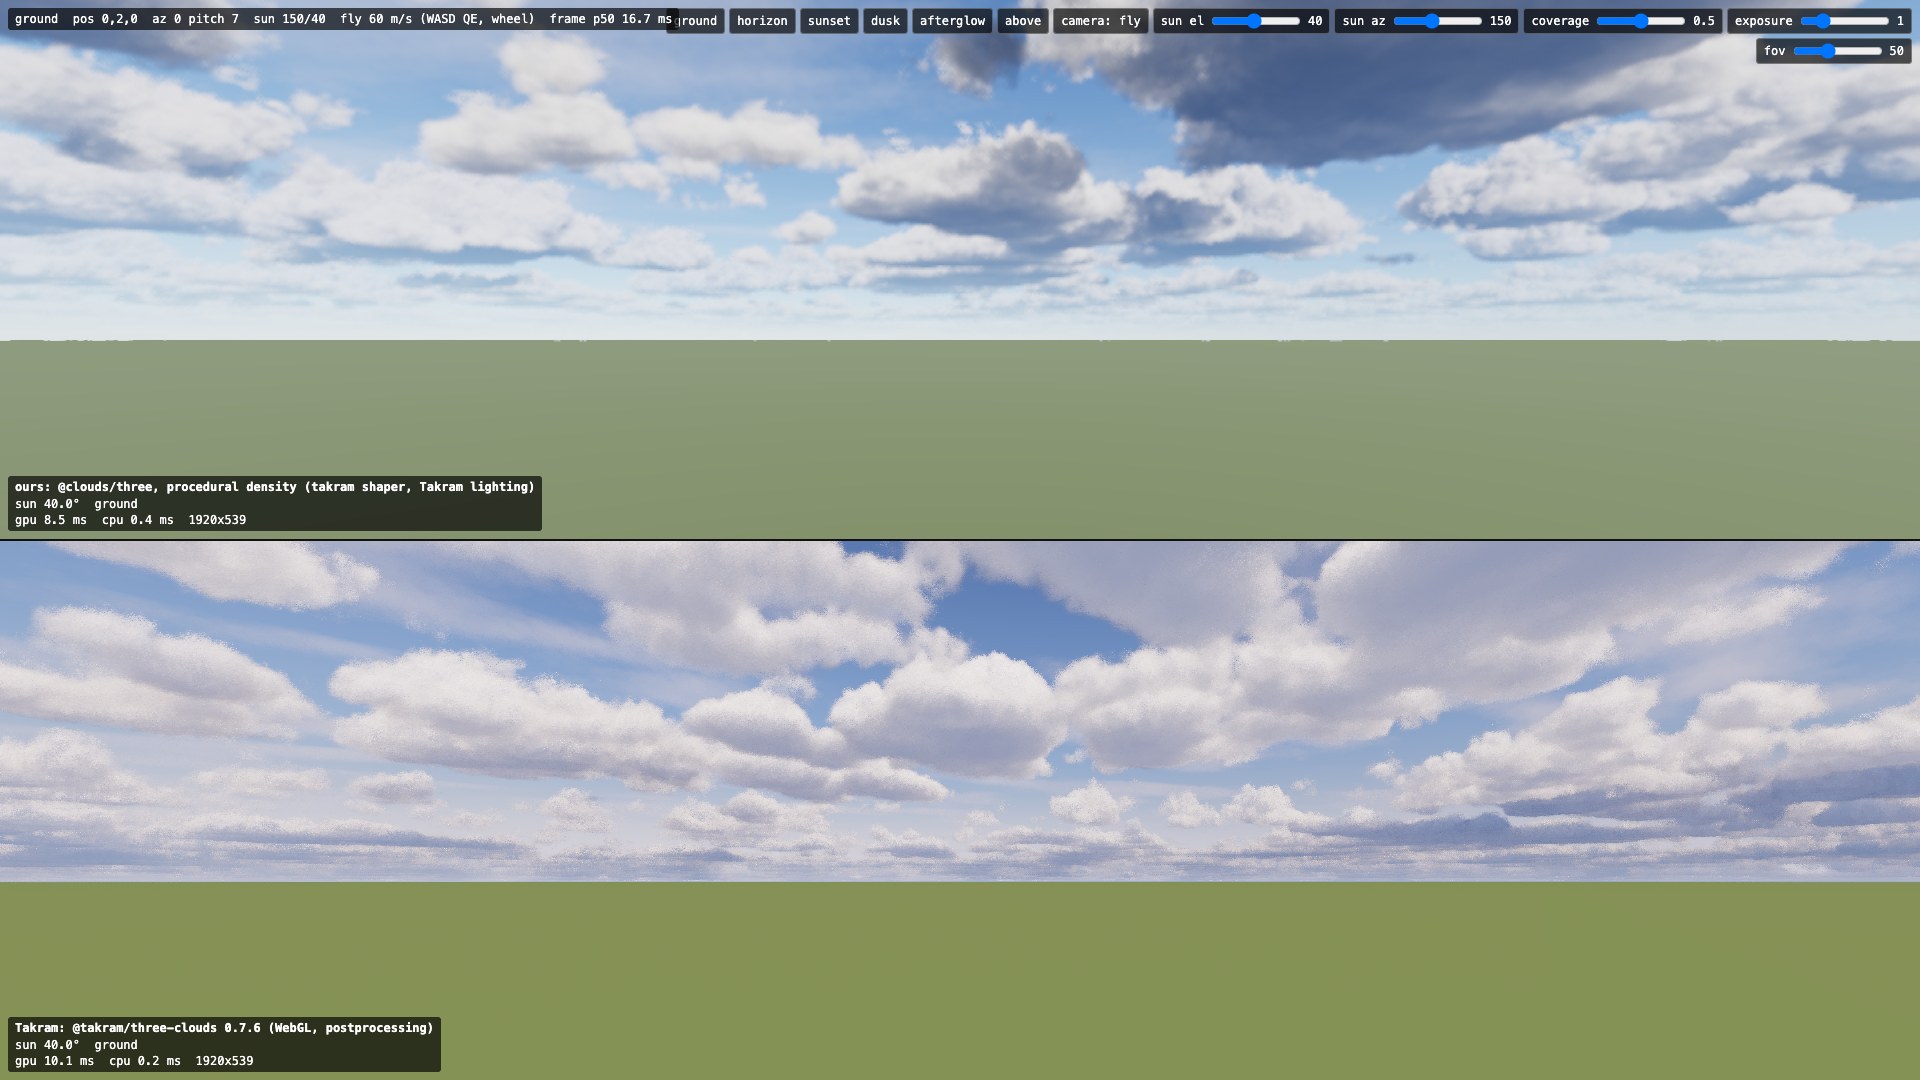 ground  pos 0,2,0  az 0 pitch 7  sun 150/40  fly 60 m/s (WASD QE, wheel)  frame p50 16.7 ms
ground horizon sunset dusk afterglow above camera: fly sun el 40 sun az 150 coverage 0.5 exposure 1
fov 50
ours: @clouds/three, procedural density (takram shaper, Takram lighting)
sun 40.0°  ground
gpu 8.5 ms  cpu 0.4 ms  1920x539
Takram: @takram/three-clouds 0.7.6 (WebGL, postprocessing)
sun 40.0°  ground
gpu 10.1 ms  cpu 0.2 ms  1920x539